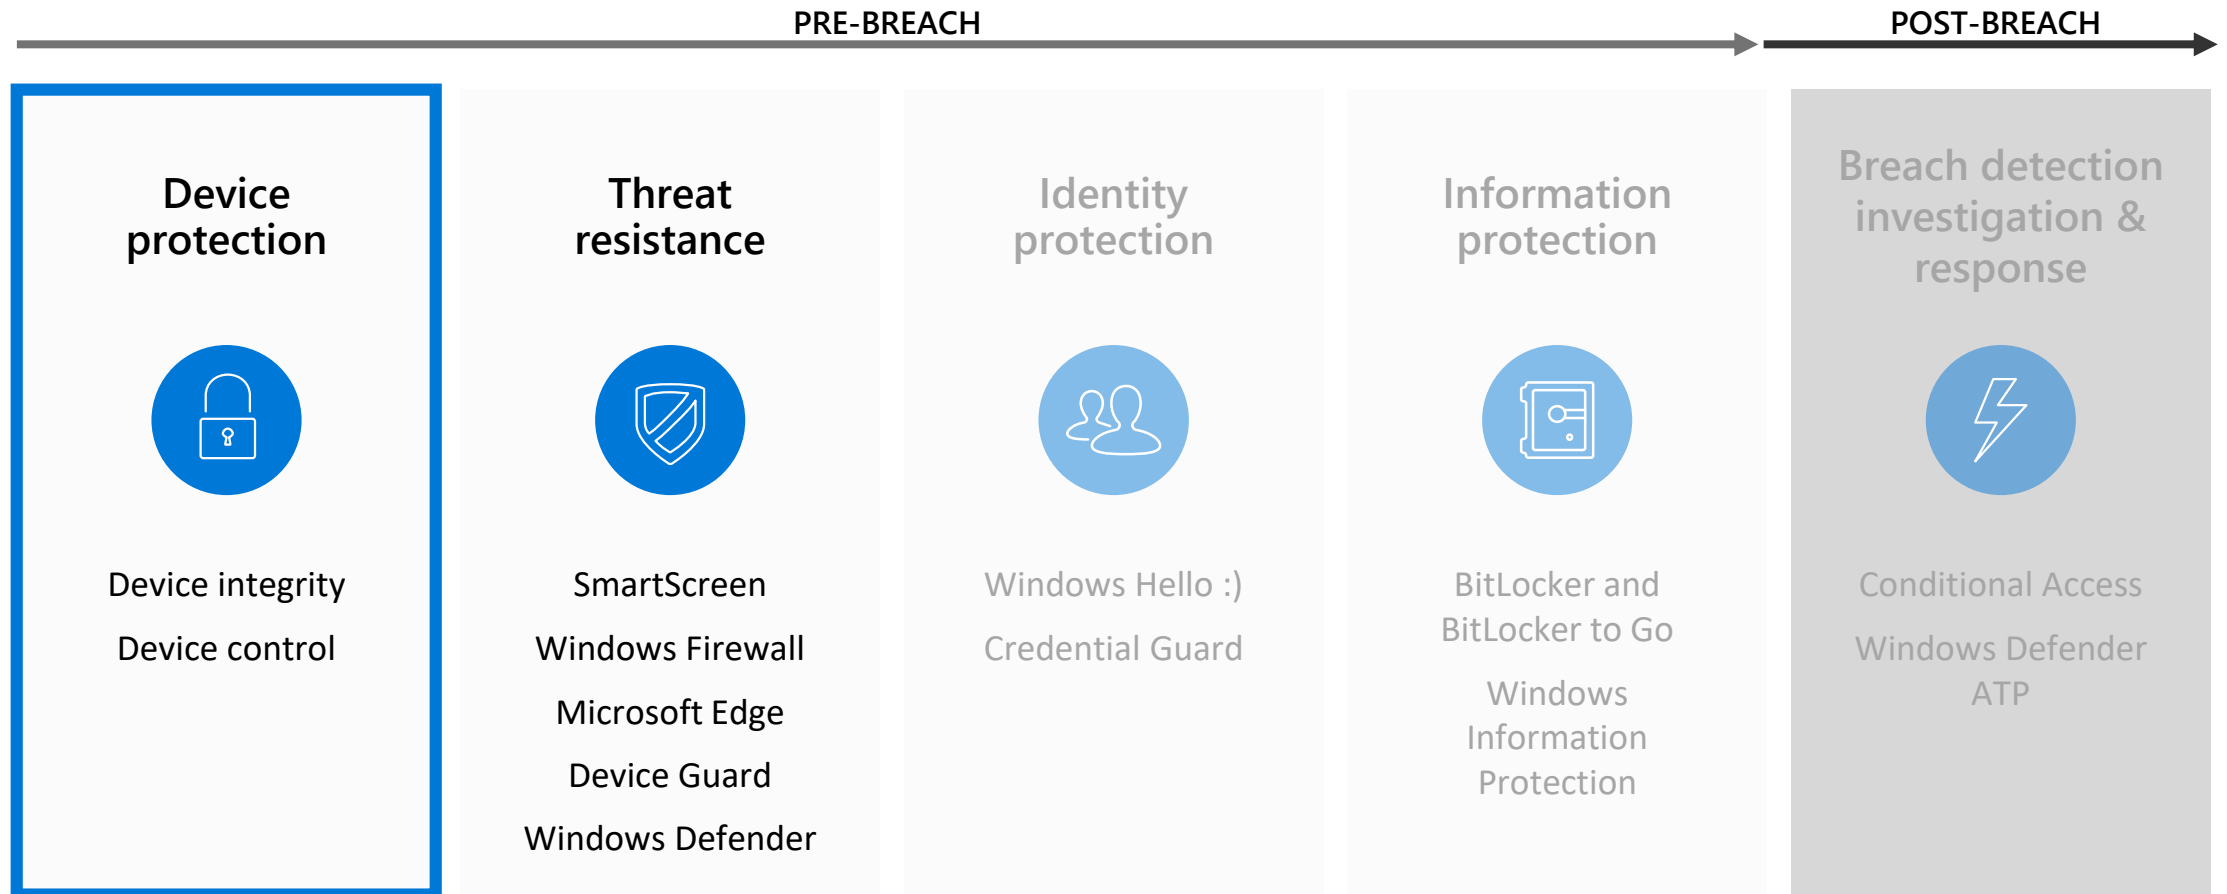 PRE-BREACH
POST-BREACH
Device
protection
Device integrity
Device control
Threat
resistance
SmartScreen
Windows Firewall
Microsoft Edge
Device Guard
Windows Defender
Identity
protection
Windows Hello :)
Credential Guard
Information
protection
BitLocker and
BitLocker to Go
Windows
Information
Protection
Breach detection
investigation &
response
Conditional Access
Windows Defender
ATP